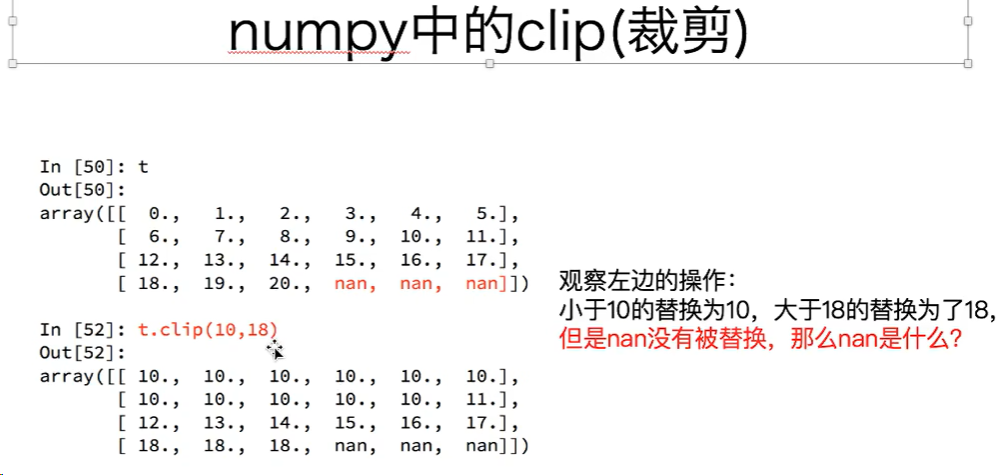 numpy中的clip(裁剪)
In [50]: t
Out[50]:
array([[  0.,   1.,   2.,   3.,   4.,   5.],
       [  6.,   7.,   8.,   9.,  10.,  11.],
       [ 12.,  13.,  14.,  15.,  16.,  17.],
       [ 18.,  19.,  20.,  nan,  nan,  nan]])
In [52]: t.clip(10,18)
Out[52]:
array([[ 10.,  10.,  10.,  10.,  10.,  10.],
       [ 10.,  10.,  10.,  10.,  10.,  11.],
       [ 12.,  13.,  14.,  15.,  16.,  17.],
       [ 18.,  18.,  18.,  nan,  nan,  nan]])
观察左边的操作：
小于10的替换为10，大于18的替换为了18，
但是nan没有被替换，那么nan是什么？